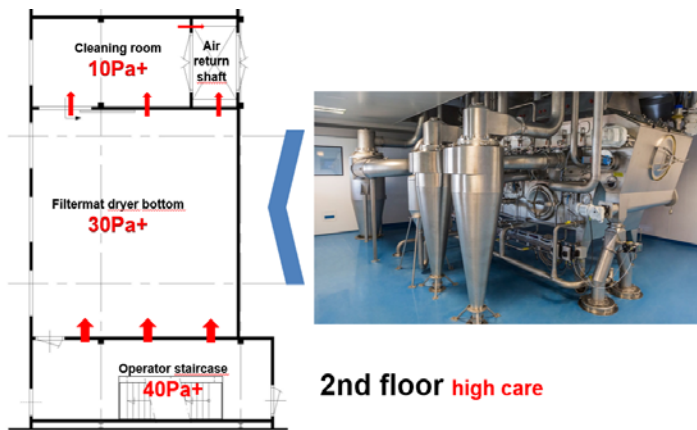 Cleaning room
10Pa+
Air
return
shaft
Filtermat dryer bottom
30Pa+
Operator staircase
40Pa+
2nd floor high care